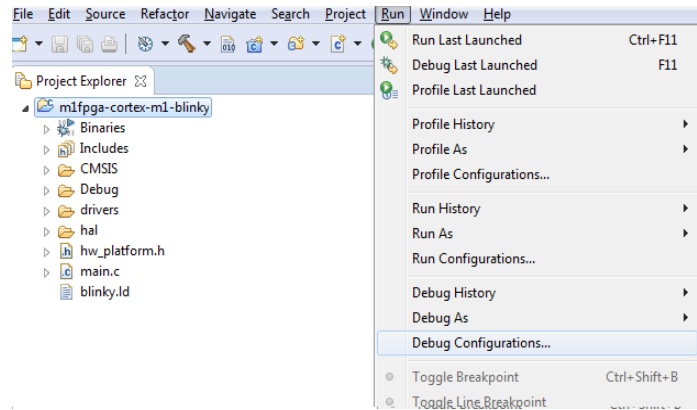 File Edit Source Refactor Navigate Search Project Run Window Help
Project Explorer
m1fpga-cortex-m1-blinky
Binaries
Includes
CMSIS
Debug
drivers
hal
hw_platform.h
main.c
blinky.ld
Run Last Launched Ctrl+F11
Debug Last Launched F11
Profile Last Launched
Profile History
Profile As
Profile Configurations...
Run History
Run As
Run Configurations...
Debug History
Debug As
Debug Configurations...
Toggle Breakpoint Ctrl+Shift+B
Toggle Line Breakpoint